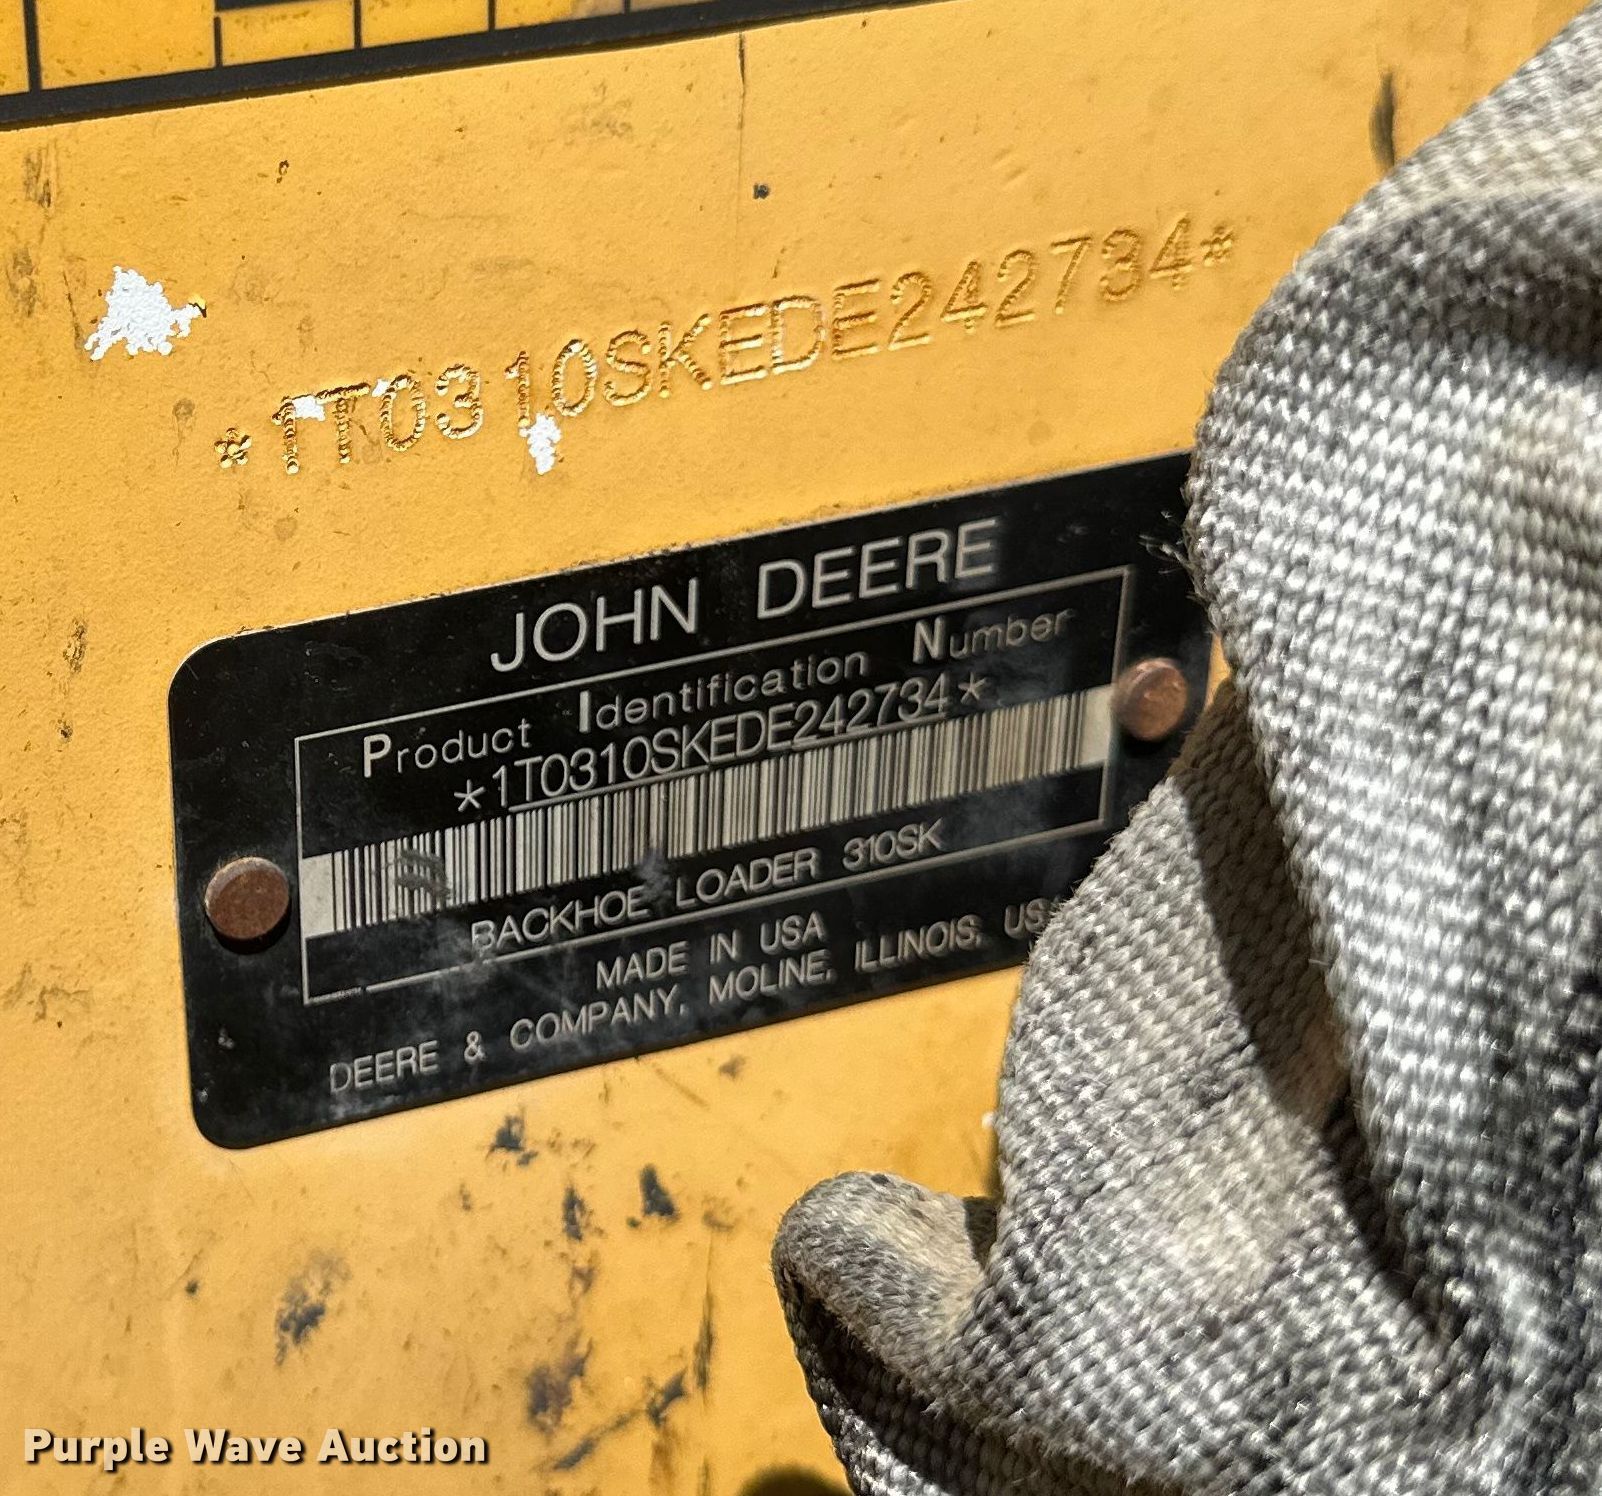 *1T0310SKEDE242734*
JOHN DEERE
Product Identification Number
*1T0310SKEDE242734*
BACKHOE LOADER 310SK
MADE IN USA
DEERE & COMPANY, MOLINE, ILLINOIS, USA
Purple Wave Auction